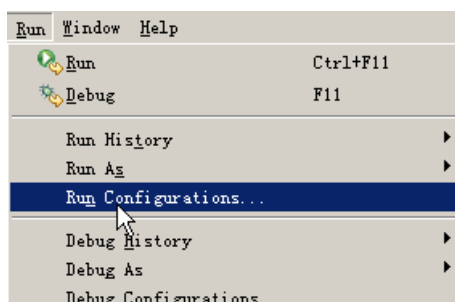 Run Window Help
Run Ctrl+F11
Debug F11
Run History
Run As
Run Configurations...
Debug History
Debug As
Debug Configurations